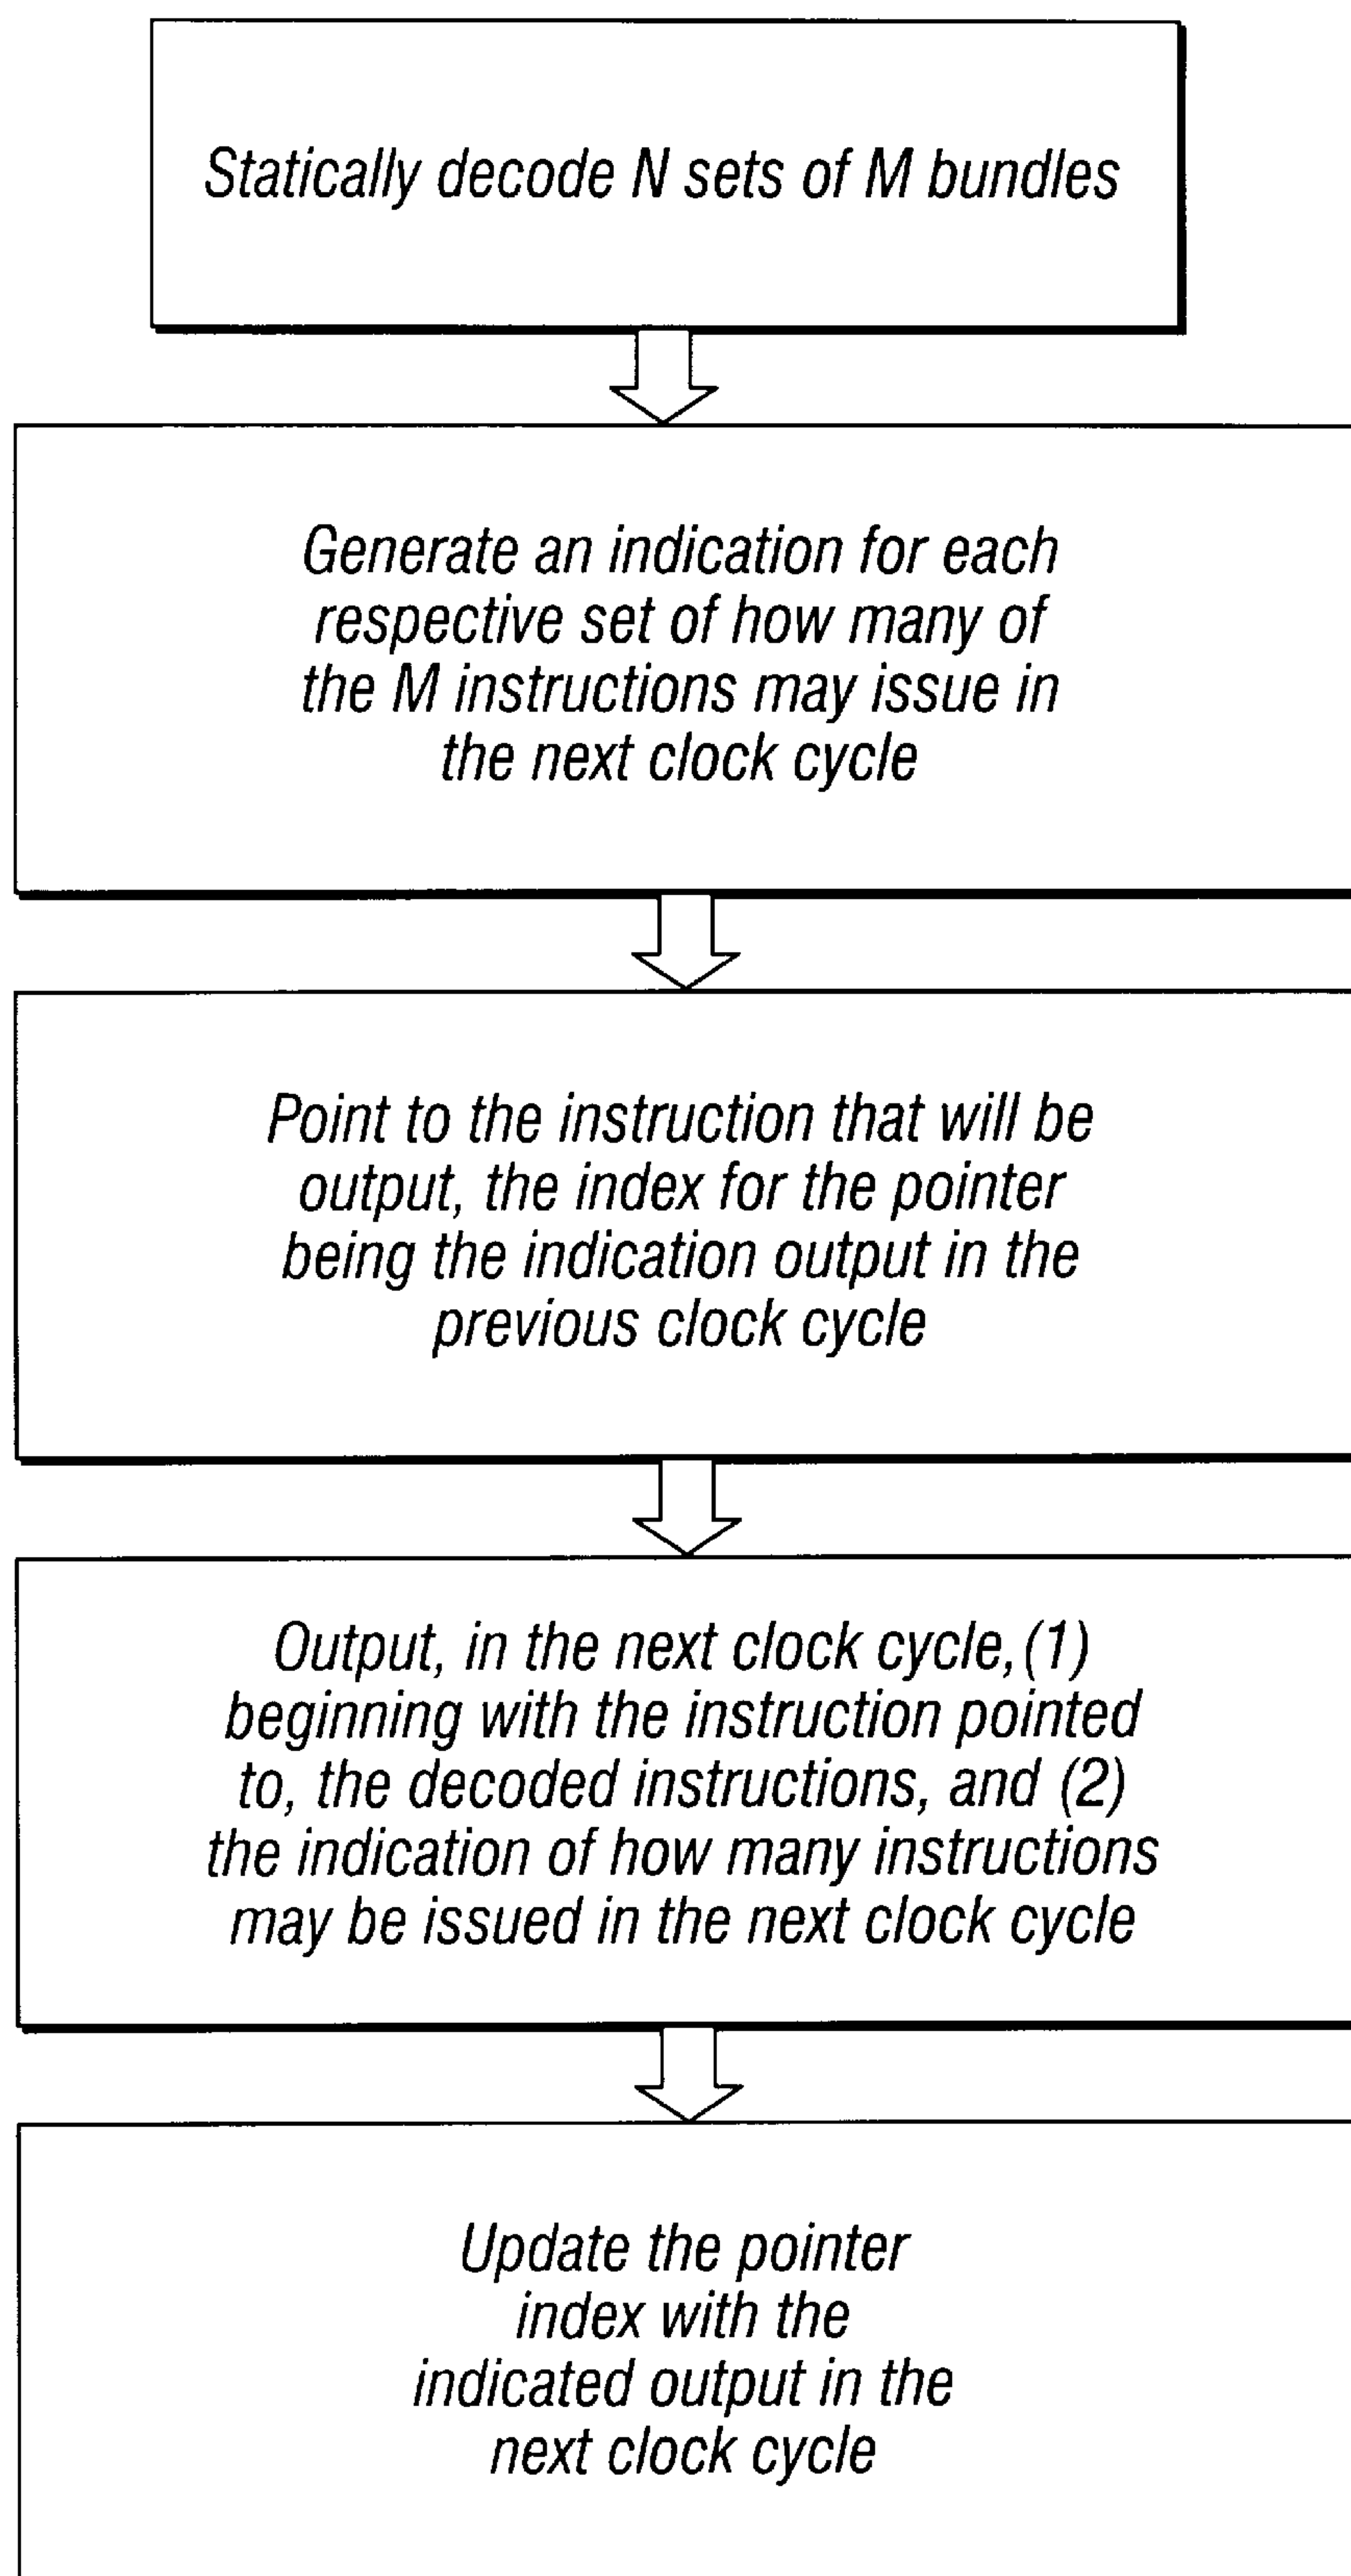 Statically decode N sets of M bundles
Generate an indication for each
respective set of how many of
the M instructions may issue in
the next clock cycle
Point to the instruction that will be
output, the index for the pointer
being the indication output in the
previous clock cycle
Output, in the next clock cycle,(1)
beginning with the instruction pointed
to, the decoded instructions, and (2)
the indication of how many instructions
may be issued in the next clock cycle
Update the pointer
index with the
indicated output in the
next clock cycle